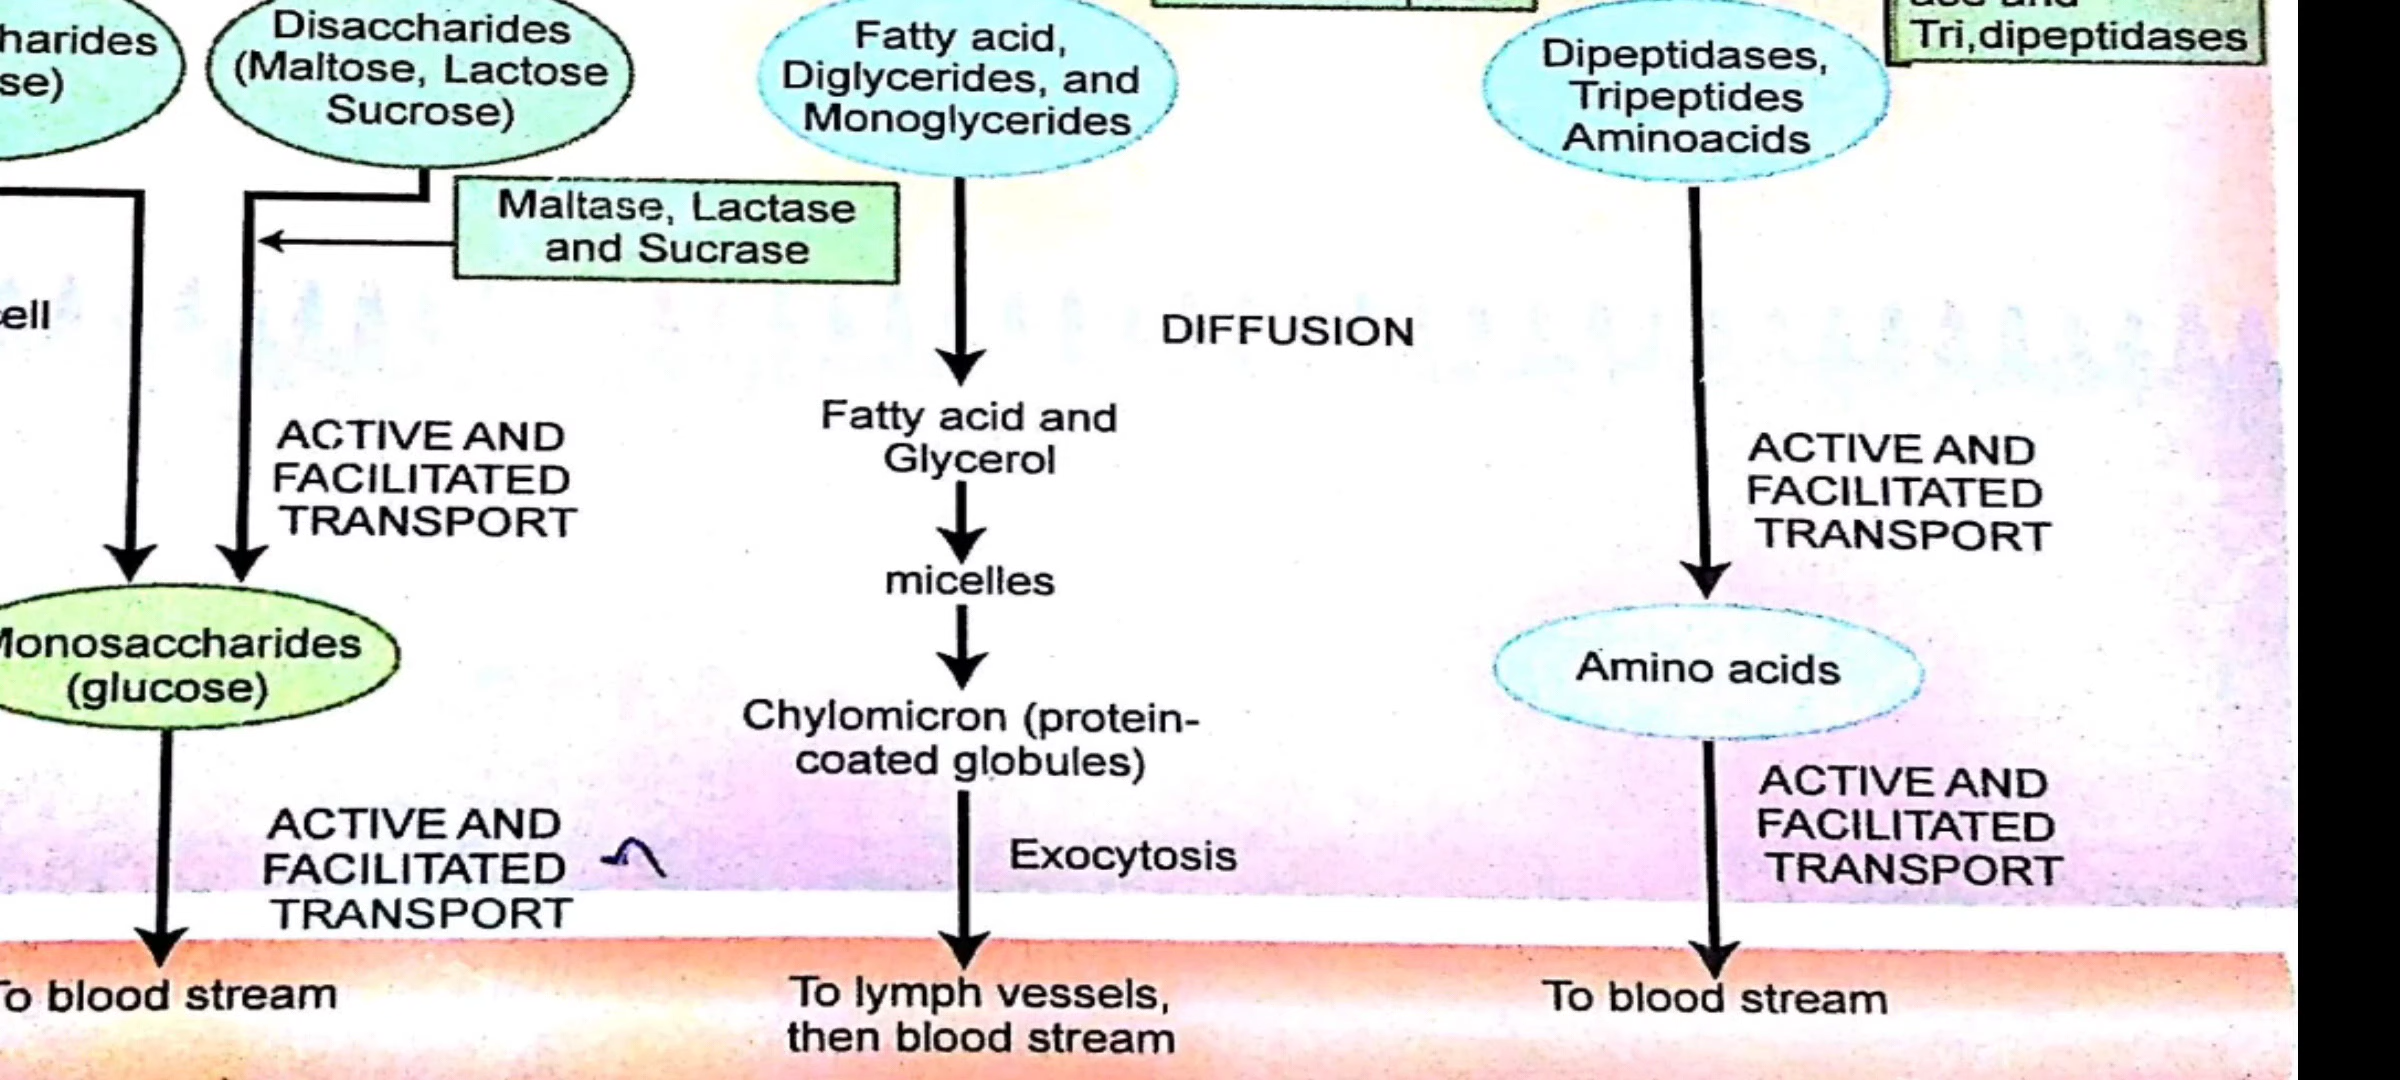 harides
se)
Disaccharides
(Maltose, Lactose
Sucrose)
Fatty acid,
Diglycerides, and
Monoglycerides
Dipeptidases,
Tripeptides
Aminoacids
Tri,dipeptidases
Maltase, Lactase
and Sucrase
ell
DIFFUSION
ACTIVE AND
FACILITATED
TRANSPORT
Fatty acid and
Glycerol
ACTIVE AND
FACILITATED
TRANSPORT
micelles
Monosaccharides
(glucose)
Chylomicron (protein-
coated globules)
Amino acids
ACTIVE AND
FACILITATED
TRANSPORT
Exocytosis
ACTIVE AND
FACILITATED
TRANSPORT
To blood stream
To lymph vessels,
then blood stream
To blood stream